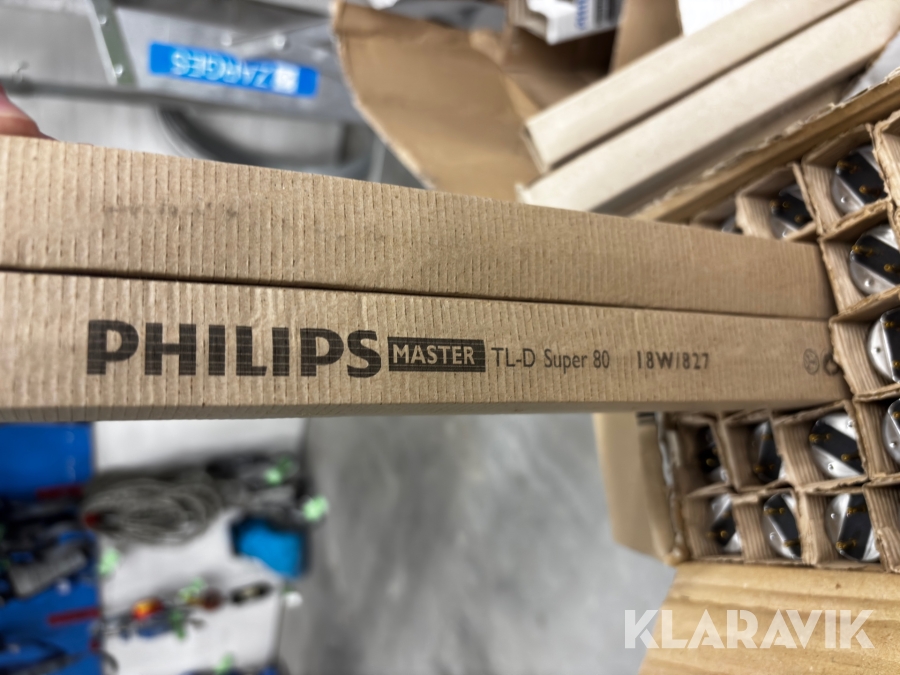 ZARGES
PHILIPS MASTER TL-D Super 80 18W/827
KLARAVIK